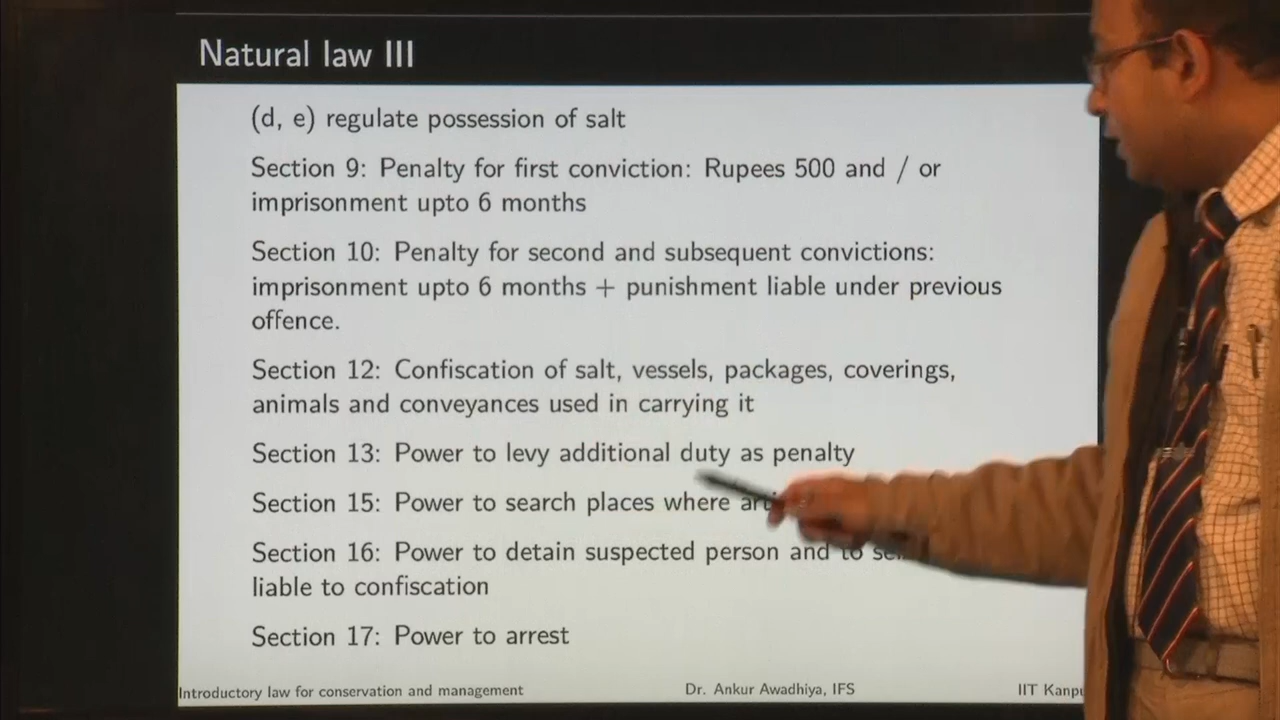 Natural law III
(d, e) regulate possession of salt
Section 9: Penalty for first conviction: Rupees 500 and / or
imprisonment upto 6 months
Section 10: Penalty for second and subsequent convictions:
imprisonment upto 6 months + punishment liable under previous
offence.
Section 12: Confiscation of salt, vessels, packages, coverings,
animals and conveyances used in carrying it
Section 13: Power to levy additional duty as penalty
Section 15: Power to search places where
Section 16: Power to detain suspected person and to
liable to confiscation
Section 17: Power to arrest
Introductory law for conservation and management Dr. Ankur Awadhiya, IFS IIT